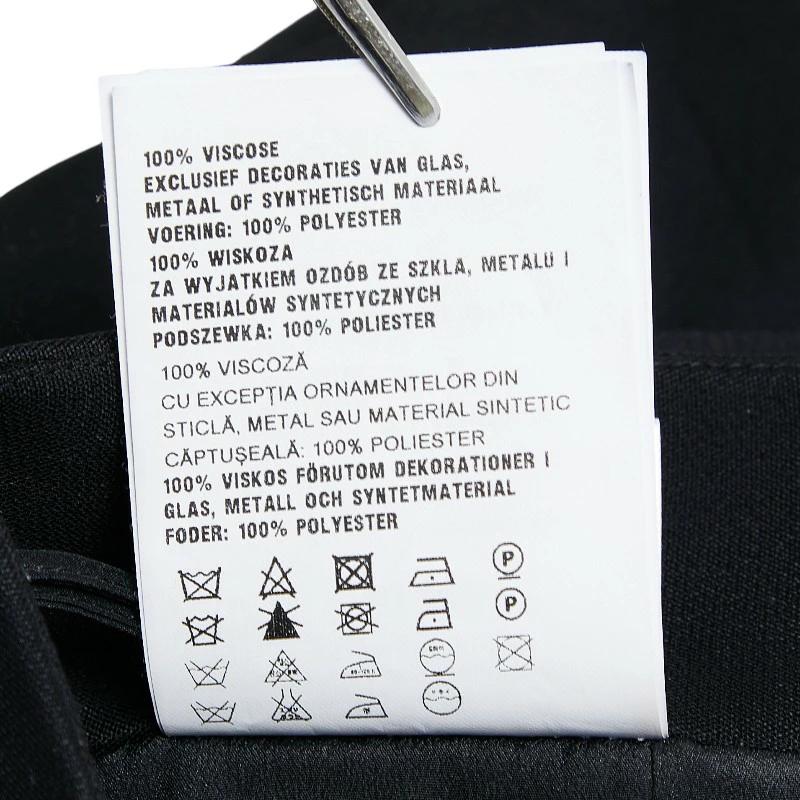 100% VISCOSE
EXCLUSIEF DECORATIES VAN GLAS,
METAAL OF SYNTHETISCH MATERIAAL
VOERING: 100% POLYESTER
100% WISKOZA
ZA WYJATKIEM OZDÓB ZE SZKLA, METALU I
MATERIALÓW SYNTETYCZNYCH
PODSZEWKA: 100% POLIESTER
100% VISCOZĂ
CU EXCEPȚIA ORNAMENTELOR DIN
STICLĂ, METAL SAU MATERIAL SINTETIC
CĂPTUȘEALĂ: 100% POLIESTER
100% VISKOS FÖRUTOM DEKORATIONER I
GLAS, METALL OCH SYNTETMATERIAL
FODER: 100% POLYESTER
P
P